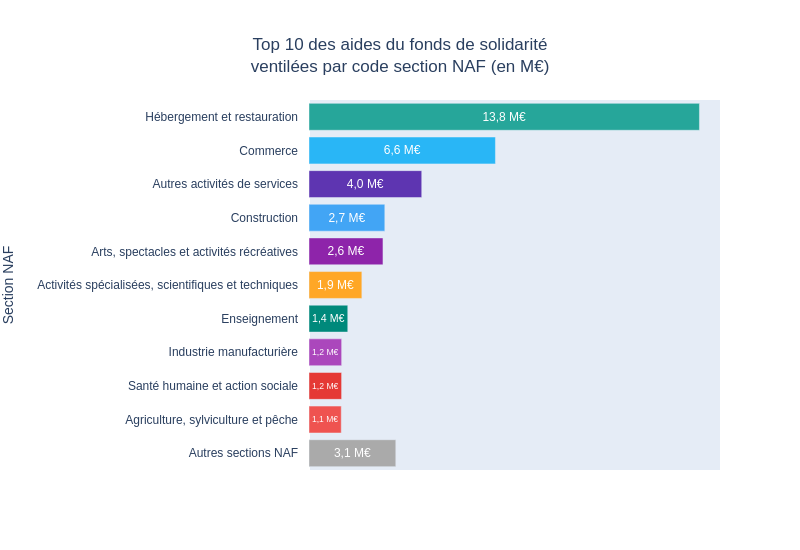 Top 10 des aides du fonds de solidarité
ventilées par code section NAF (en M€)
Section NAF
Hébergement et restauration 13,8 M€
Commerce 6,6 M€
Autres activités de services 4,0 M€
Construction 2,7 M€
Arts, spectacles et activités récréatives 2,6 M€
Activités spécialisées, scientifiques et techniques 1,9 M€
Enseignement 1,4 M€
Industrie manufacturière 1,2 M€
Santé humaine et action sociale 1,2 M€
Agriculture, sylviculture et pêche 1,1 M€
Autres sections NAF 3,1 M€